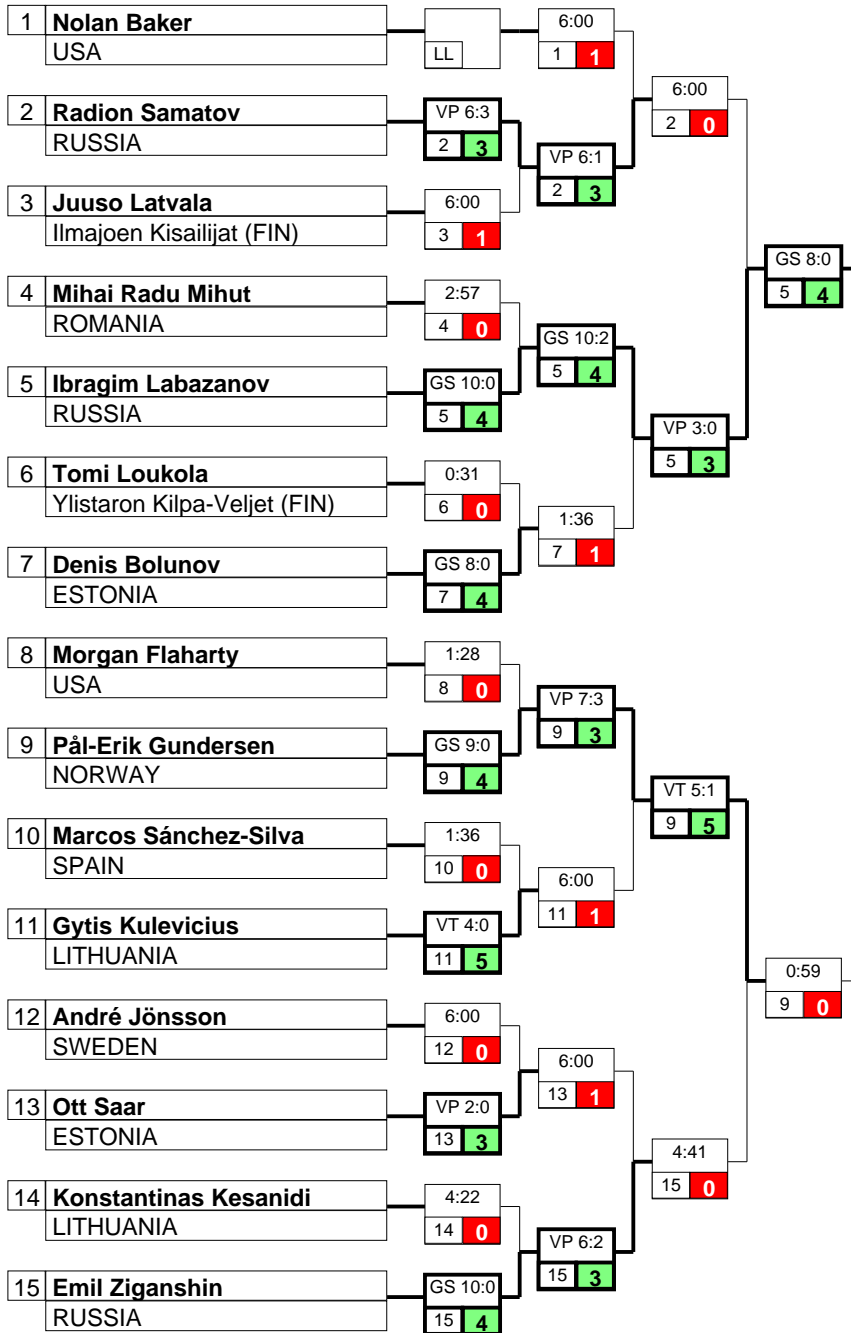 1 Nolan Baker
USA
LL
6:00
1 1
2 Radion Samatov
RUSSIA
VP 6:3
2 3
VP 6:1
2 3
6:00
2 0
3 Juuso Latvala
Ilmajoen Kisailijat (FIN)
6:00
3 1
GS 8:0
5 4
4 Mihai Radu Mihut
ROMANIA
2:57
4 0
GS 10:2
5 4
5 Ibragim Labazanov
RUSSIA
GS 10:0
5 4
VP 3:0
5 3
6 Tomi Loukola
Ylistaron Kilpa-Veljet (FIN)
0:31
6 0
1:36
7 1
7 Denis Bolunov
ESTONIA
GS 8:0
7 4
8 Morgan Flaharty
USA
1:28
8 0
VP 7:3
9 3
9 Pål-Erik Gundersen
NORWAY
GS 9:0
9 4
VT 5:1
9 5
10 Marcos Sánchez-Silva
SPAIN
1:36
10 0
6:00
11 1
11 Gytis Kulevicius
LITHUANIA
VT 4:0
11 5
0:59
9 0
12 André Jönsson
SWEDEN
6:00
12 0
6:00
13 1
13 Ott Saar
ESTONIA
VP 2:0
13 3
4:41
15 0
14 Konstantinas Kesanidi
LITHUANIA
4:22
14 0
VP 6:2
15 3
15 Emil Ziganshin
RUSSIA
GS 10:0
15 4